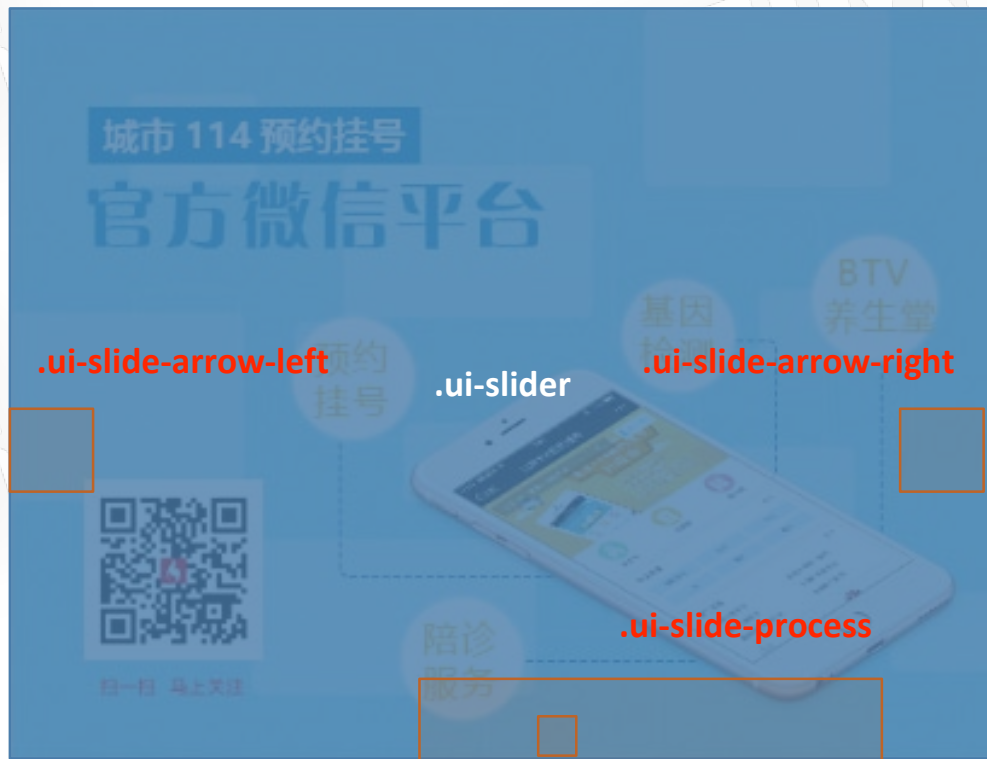 城市 114 预约挂号
官方微信平台
BTV
养生堂
基因
检测
预约
挂号
.ui-slide-arrow-left
.ui-slider
.ui-slide-arrow-right
.ui-slide-process
陪诊
服务
扫一扫 马上关注